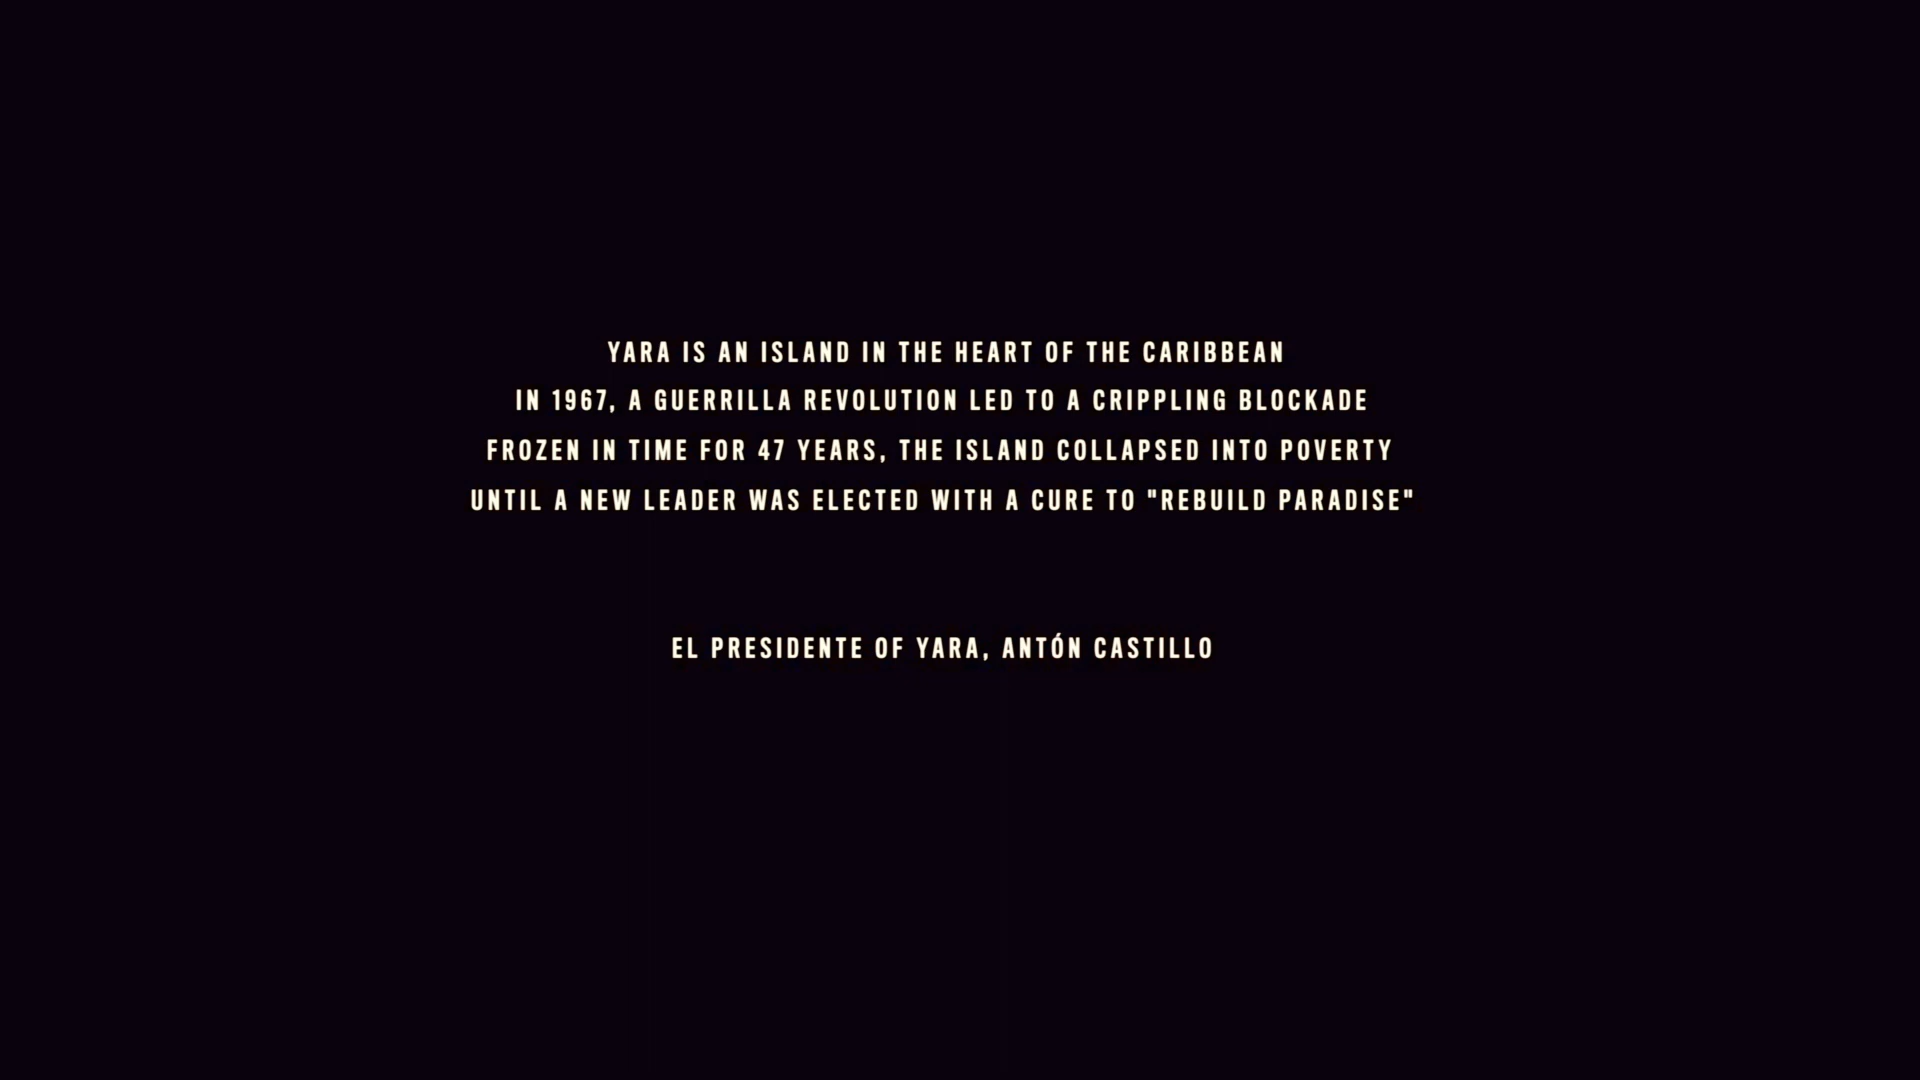 YARA IS AN ISLAND IN THE HEART OF THE CARIBBEAN
IN 1967, A GUERRILLA REVOLUTION LED TO A CRIPPLING BLOCKADE
FROZEN IN TIME FOR 47 YEARS, THE ISLAND COLLAPSED INTO POVERTY
UNTIL A NEW LEADER WAS ELECTED WITH A CURE TO "REBUILD PARADISE"
EL PRESIDENTE OF YARA, ANTÓN CASTILLO